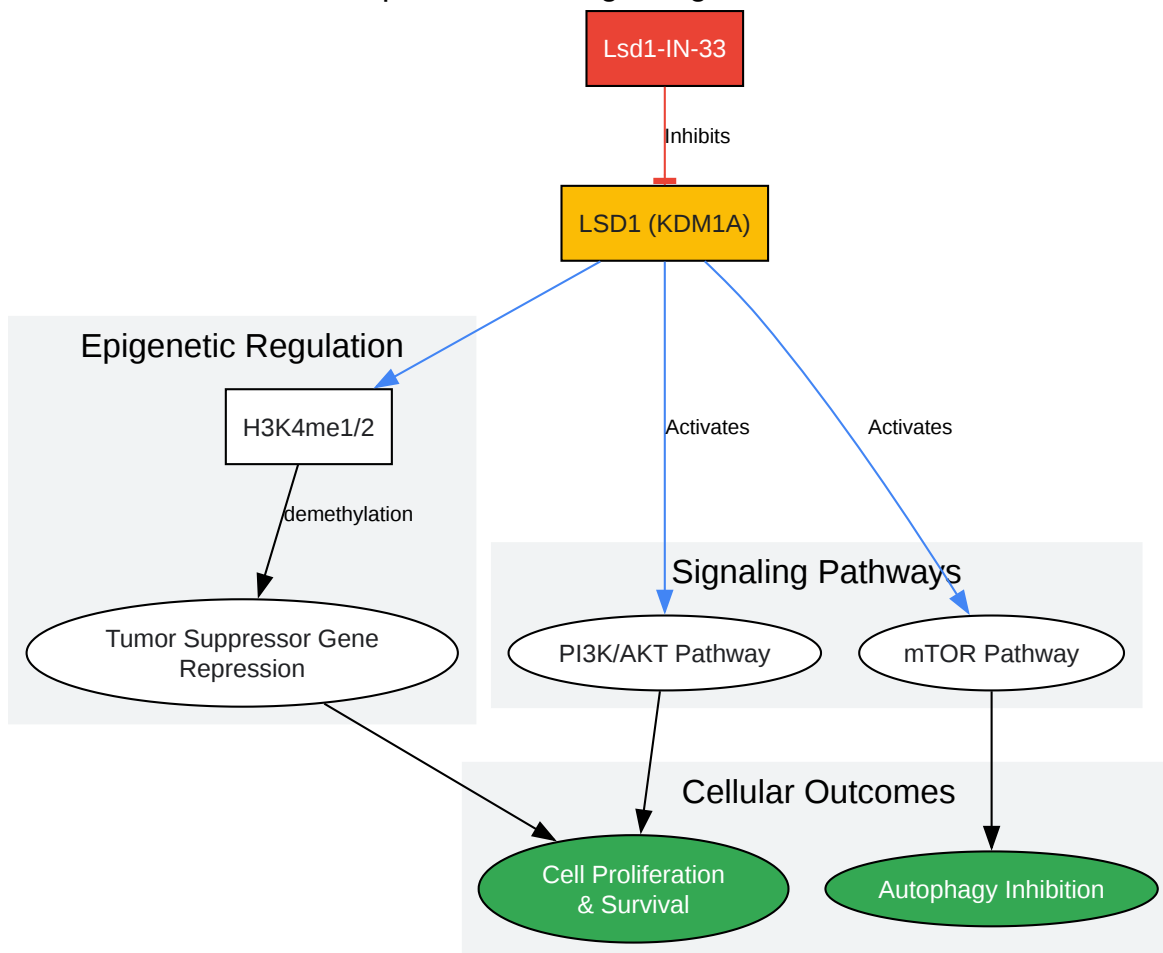 Lsd1-IN-33
Inhibits
LSD1 (KDM1A)
Epigenetic Regulation
H3K4me1/2
Activates
Activates
demethylation
Signaling Pathways
Tumor Suppressor Gene
Repression
PI3K/AKT Pathway
mTOR Pathway
Cellular Outcomes
Cell Proliferation
& Survival
Autophagy Inhibition